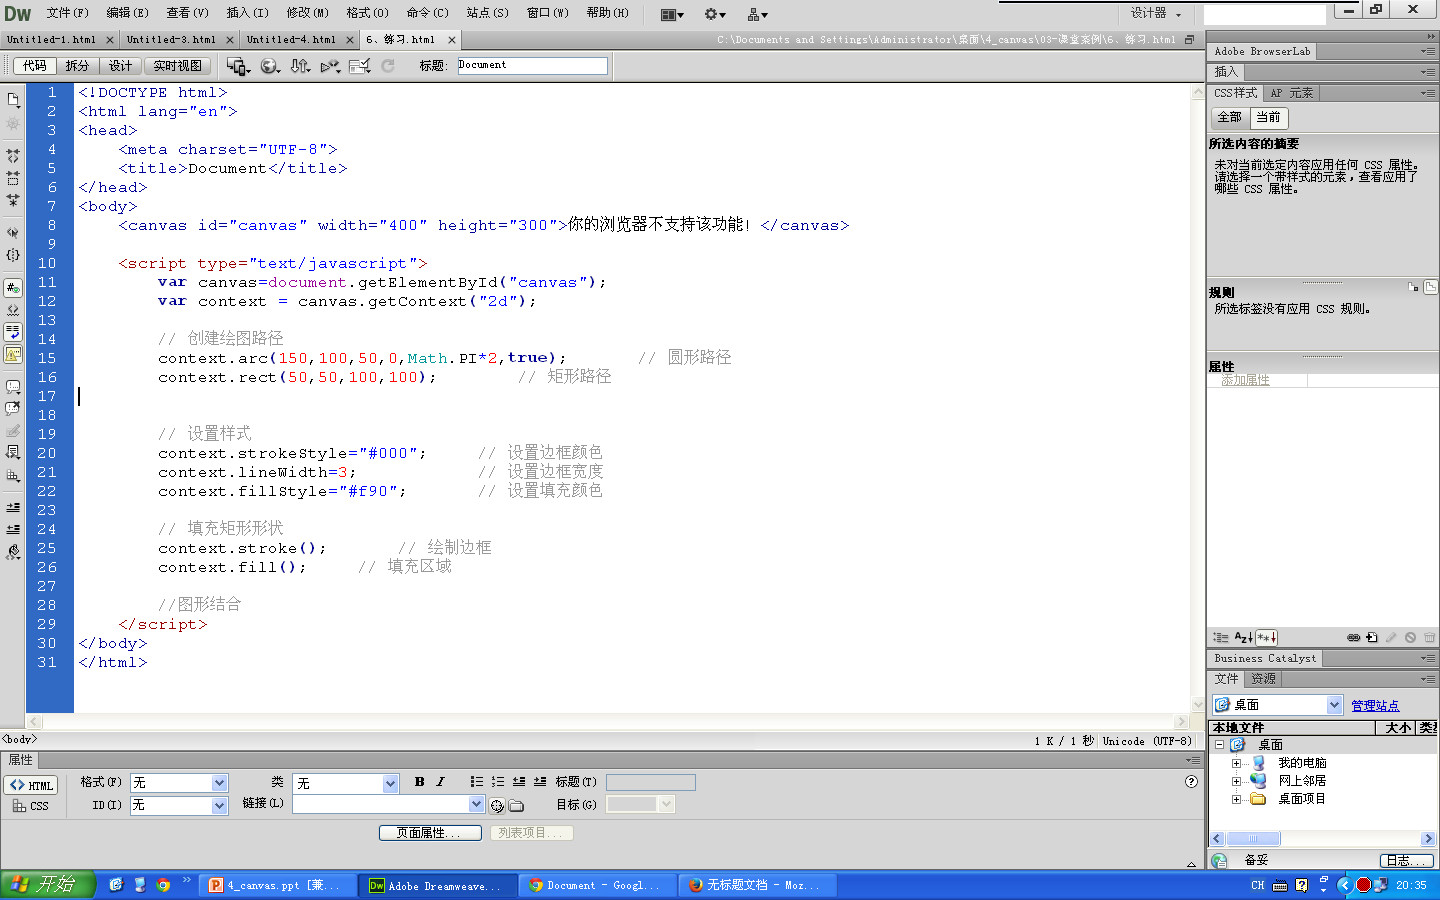 Dw 文件(F) 编辑(E) 查看(V) 插入(I) 修改(M) 格式(O) 命令(C) 站点(S) 窗口(W) 帮助(H) 设计器
Untitled-1.html Untitled-3.html Untitled-4.html 6、练习.html C:\Documents and Settings\Administrator\桌面\4_canvas\03-课堂案例\6、练习.html
代码 拆分 设计 实时视图 标题: Document
1 <!DOCTYPE html>
2 <html lang="en">
3 <head>
4 <meta charset="UTF-8">
5 <title>Document</title>
6 </head>
7 <body>
8 <canvas id="canvas" width="400" height="300">你的浏览器不支持该功能! </canvas>
9
10 <script type="text/javascript">
11 var canvas=document.getElementById("canvas");
12 var context = canvas.getContext("2d");
13
14 // 创建绘图路径
15 context.arc(150,100,50,0,Math.PI*2,true); // 圆形路径
16 context.rect(50,50,100,100); // 矩形路径
17
18
19 // 设置样式
20 context.strokeStyle="#000"; // 设置边框颜色
21 context.lineWidth=3; // 设置边框宽度
22 context.fillStyle="#f90"; // 设置填充颜色
23
24 // 填充矩形形状
25 context.stroke(); // 绘制边框
26 context.fill(); // 填充区域
27
28 //图形结合
29 </script>
30 </body>
31 </html>
<body> 1 K / 1 秒 Unicode (UTF-8)
属性
<> HTML 格式(F) 无 类 无 B I 标题(T)
CSS ID(I) 无 链接(L) 目标(G)
页面属性... 列表项目...
Adobe BrowserLab
插入
CSS样式 AP 元素
全部 当前
所选内容的摘要
未对当前选定内容应用任何 CSS 属性。
请选择一个带样式的元素，查看应用了
哪些 CSS 属性。
规则
所选标签没有应用 CSS 规则。
属性
添加属性
Business Catalyst
文件 资源
桌面 管理站点
本地文件 大小
桌面
我的电脑
网上邻居
桌面项目
备妥 日志...
开始 4_canvas.ppt [兼... Adobe Dreamweave... Document - Googl... 无标题文档 - Moz... CH 20:35